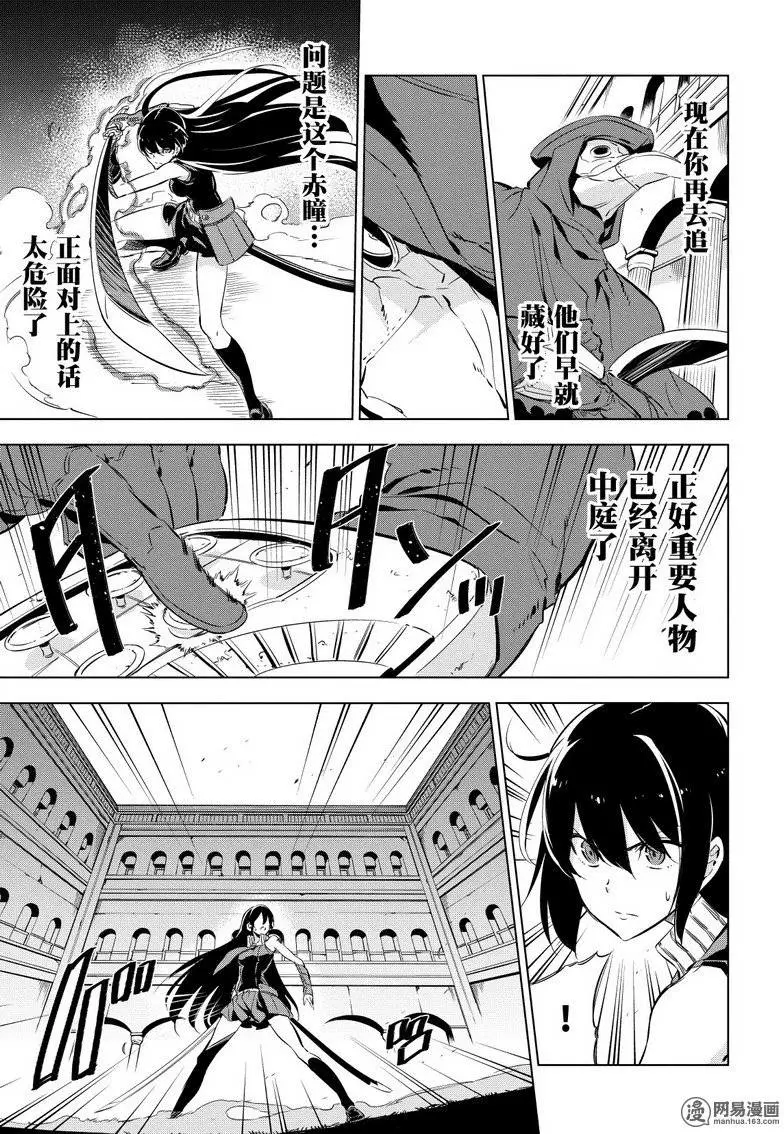 现在你再去追
他们早就
藏好了
问题是这个赤瞳…
正面对上的话
太危险了
正好重要人物
已经离开
中庭了
！
漫 网易漫画
manhua.163.com